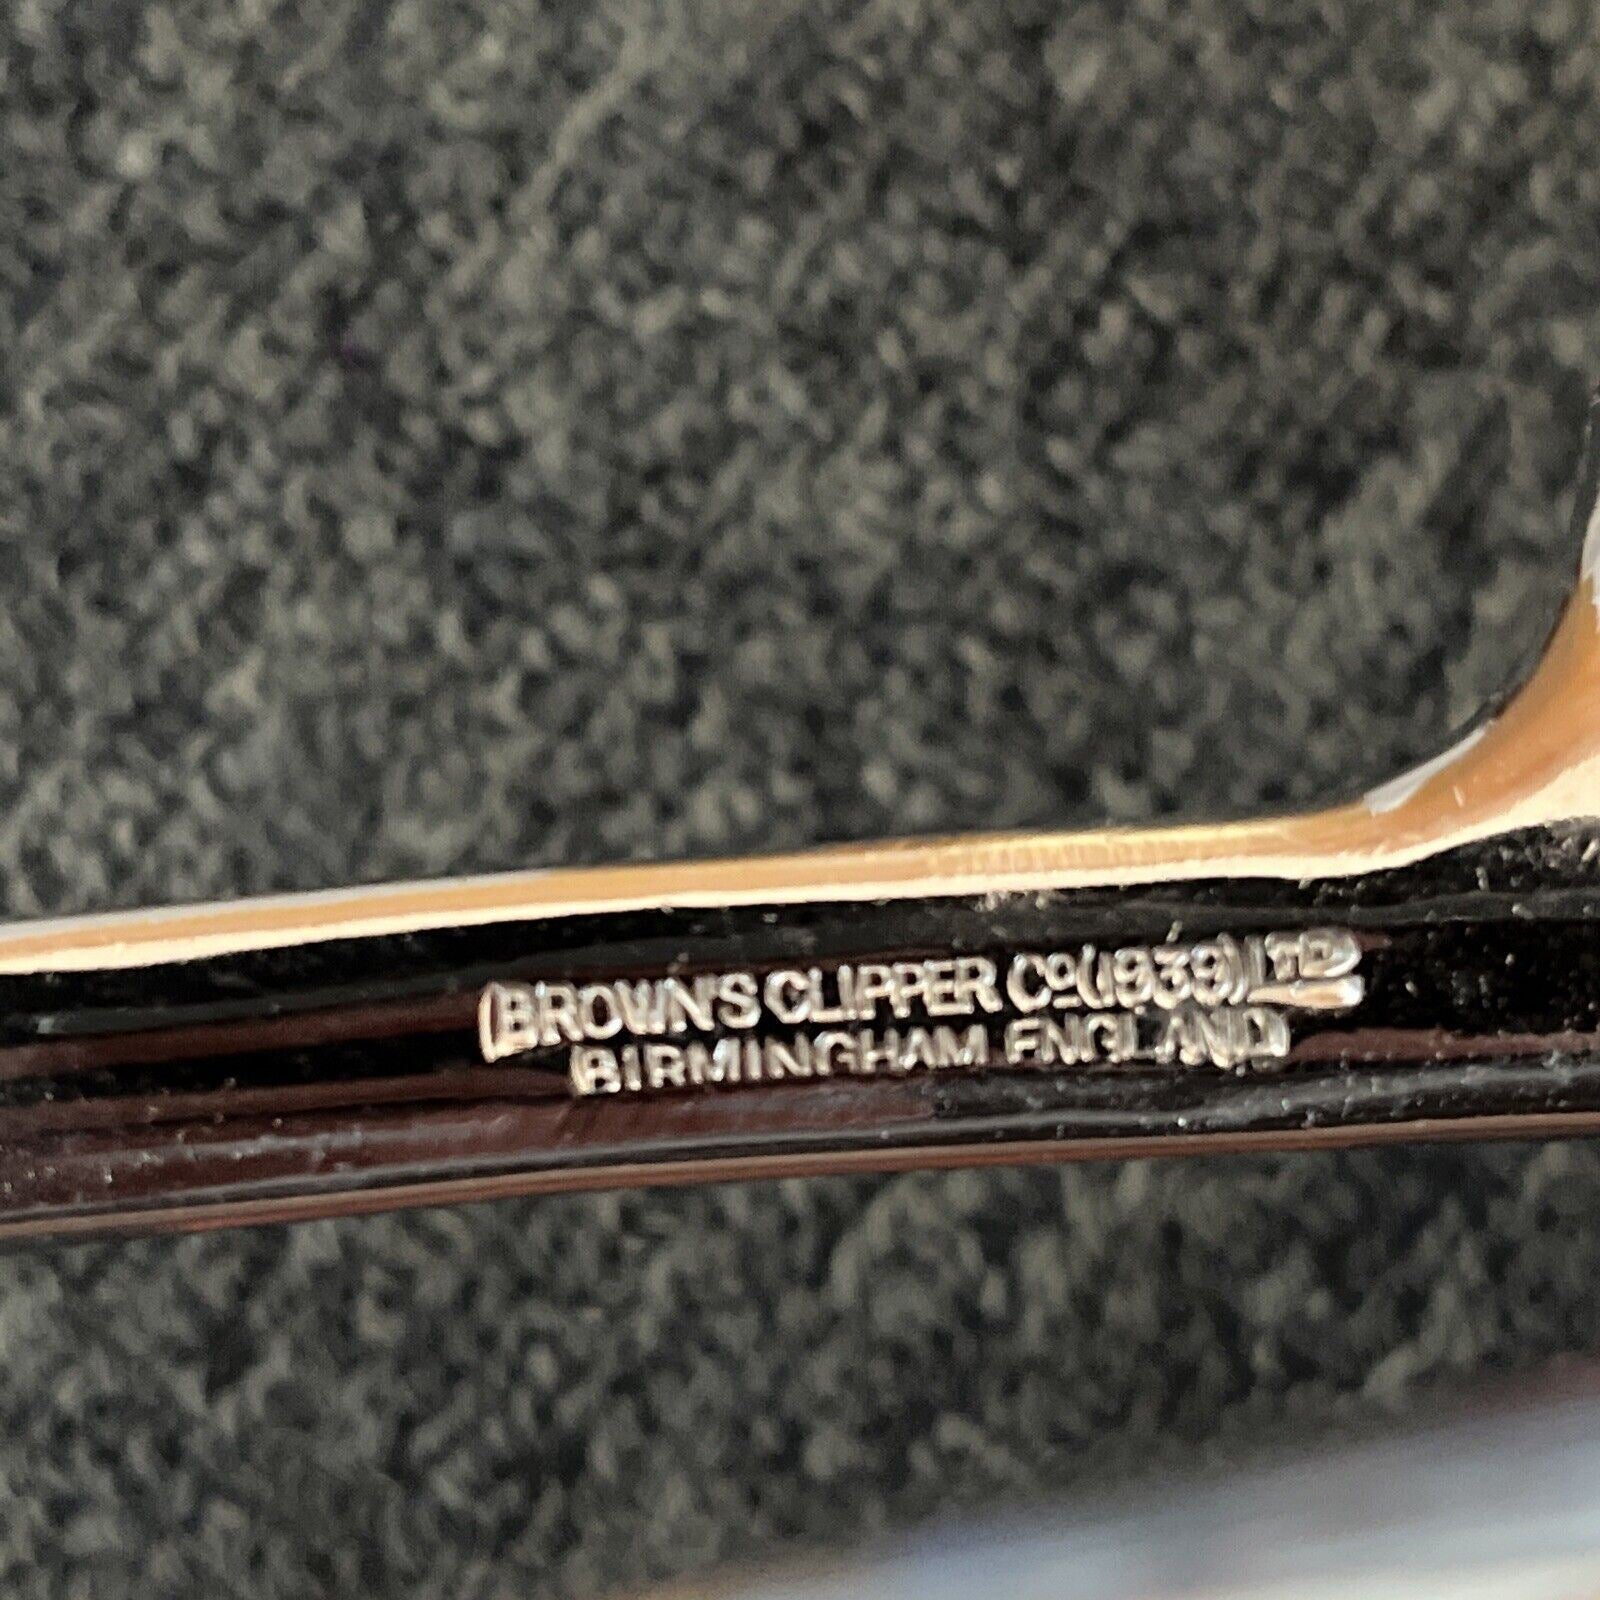 BROWN'S CLIPPER Cº (1939) LTD
BIRMINGHAM ENGLAND